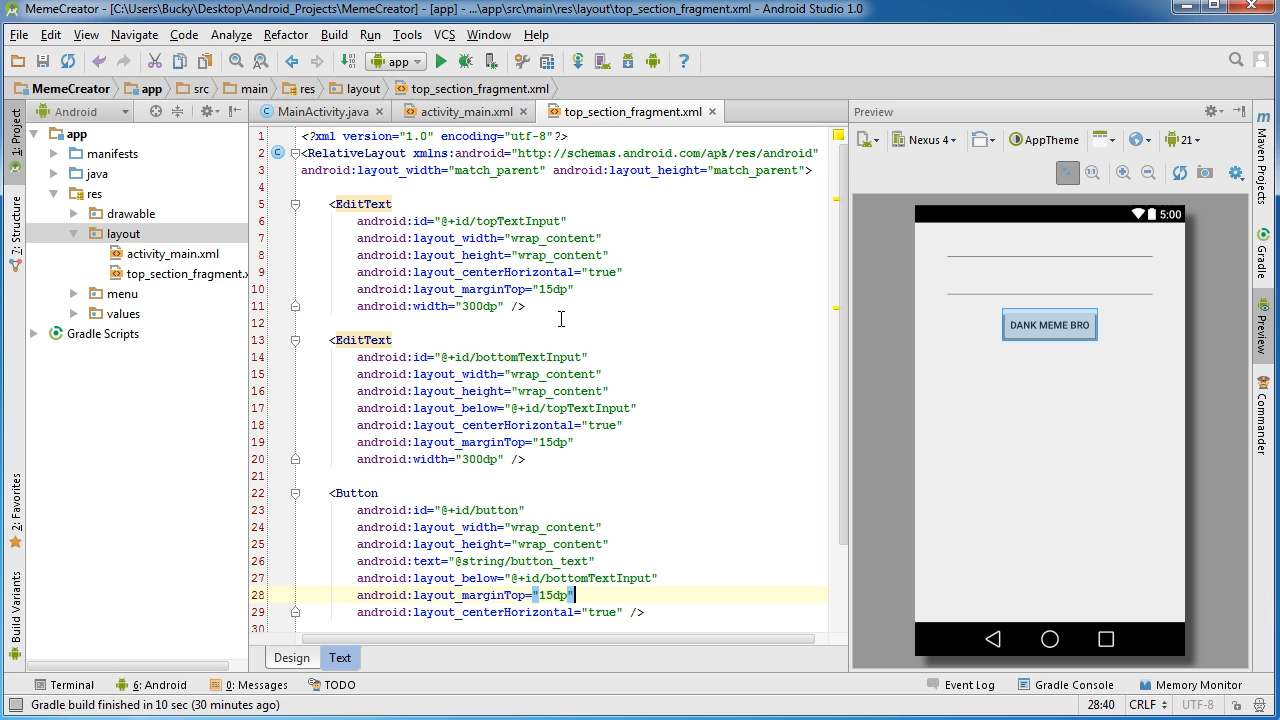 MemeCreator - [C:\Users\Bucky\Desktop\Android_Projects\MemeCreator] - [app] - ...\app\src\main\res\layout\top_section_fragment.xml - Android Studio 1.0
File Edit View Navigate Code Analyze Refactor Build Run Tools VCS Window Help
app
MemeCreator app src main res layout top_section_fragment.xml
Android
MainActivity.java activity_main.xml top_section_fragment.xml
Preview
Nexus 4 AppTheme 21
1: Project
7: Structure
2: Favorites
Build Variants
app
manifests
java
res
drawable
layout
activity_main.xml
top_section_fragment.x
menu
values
Gradle Scripts
1 <?xml version="1.0" encoding="utf-8"?>
2 <RelativeLayout xmlns:android="http://schemas.android.com/apk/res/android"
3 android:layout_width="match_parent" android:layout_height="match_parent">
4
5 <EditText
6 android:id="@+id/topTextInput"
7 android:layout_width="wrap_content"
8 android:layout_height="wrap_content"
9 android:layout_centerHorizontal="true"
10 android:layout_marginTop="15dp"
11 android:width="300dp" />
12
13 <EditText
14 android:id="@+id/bottomTextInput"
15 android:layout_width="wrap_content"
16 android:layout_height="wrap_content"
17 android:layout_below="@+id/topTextInput"
18 android:layout_centerHorizontal="true"
19 android:layout_marginTop="15dp"
20 android:width="300dp" />
21
22 <Button
23 android:id="@+id/button"
24 android:layout_width="wrap_content"
25 android:layout_height="wrap_content"
26 android:text="@string/button_text"
27 android:layout_below="@+id/bottomTextInput"
28 android:layout_marginTop="15dp"
29 android:layout_centerHorizontal="true" />
30
5:00
DANK MEME BRO
Maven Projects
Gradle
Preview
Commander
Design Text
Terminal 6: Android 0: Messages TODO Event Log Gradle Console Memory Monitor
Gradle build finished in 10 sec (30 minutes ago) 28:40 CRLF UTF-8